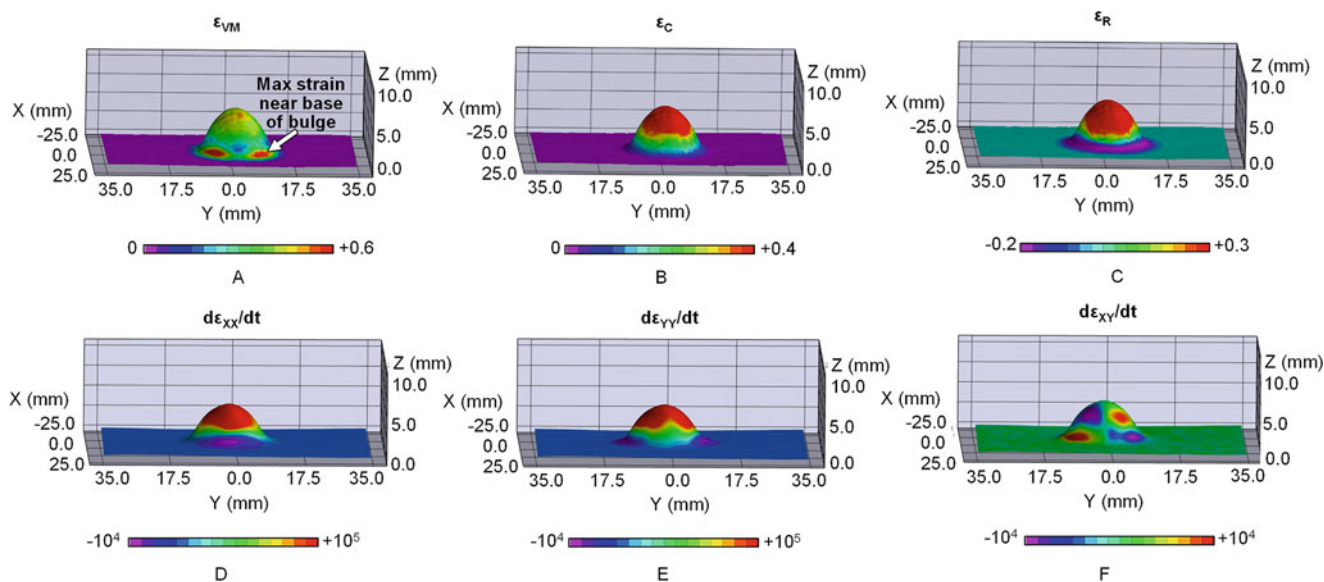 ε_VM
Max strain
near base
of bulge
Z (mm)
10.0
5.0
0.0
X (mm)
-25.0
0.0
25.0
35.0 17.5 0.0 17.5 35.0
Y (mm)
0 +0.6
A
ε_C
Z (mm)
10.0
5.0
0.0
X (mm)
-25.0
0.0
25.0
35.0 17.5 0.0 17.5 35.0
Y (mm)
0 +0.4
B
ε_R
Z (mm)
10.0
5.0
0.0
X (mm)
-25.0
0.0
25.0
35.0 17.5 0.0 17.5 35.0
Y (mm)
-0.2 +0.3
C
dε_XX/dt
Z (mm)
10.0
5.0
0.0
X (mm)
-25.0
0.0
25.0
35.0 17.5 0.0 17.5 35.0
Y (mm)
-10⁴ +10⁵
D
dε_YY/dt
Z (mm)
10.0
5.0
0.0
X (mm)
-25.0
0.0
25.0
35.0 17.5 0.0 17.5 35.0
Y (mm)
-10⁴ +10⁵
E
dε_XY/dt
Z (mm)
10.0
5.0
0.0
X (mm)
-25.0
0.0
25.0
35.0 17.5 0.0 17.5 35.0
Y (mm)
-10⁴ +10⁴
F